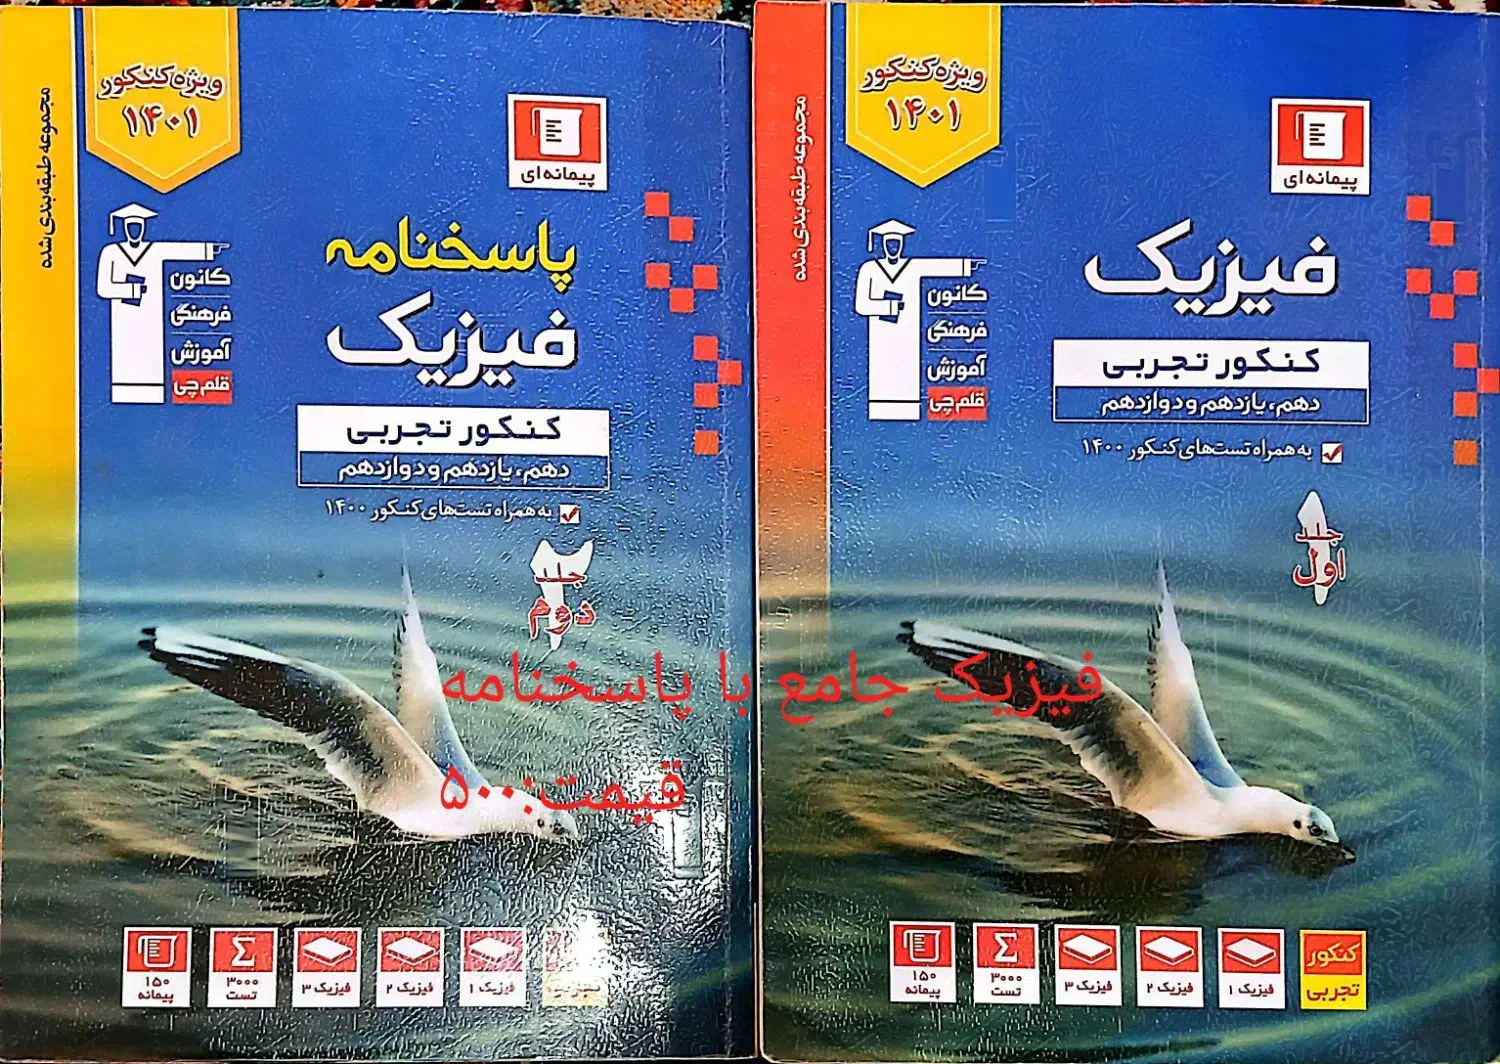 ویژه کنکور
۱۴۰۱
پیمانه‌ای
مجموعه طبقه‌بندی شده
فیزیک
کانون
فرهنگی
آموزش
قلم‌چی
کنکور تجربی
دهم، یازدهم و دوازدهم
به همراه تست‌های کنکور ۱۴۰۰
جلد
اول
کنکور
تجربی
فیزیک ۱
فیزیک ۲
فیزیک ۳
۳۰۰۰
تست
۱۵۰
پیمانه
ویژه کنکور
۱۴۰۱
پیمانه‌ای
مجموعه طبقه‌بندی شده
پاسخنامه
فیزیک
کانون
فرهنگی
آموزش
قلم‌چی
کنکور تجربی
دهم، یازدهم و دوازدهم
به همراه تست‌های کنکور ۱۴۰۰
۲
جلد
دوم
فیزیک ۱
فیزیک ۲
فیزیک ۳
۳۰۰۰
تست
۱۵۰
پیمانه
فیزیک جامع با پاسخنامه
قیمت:۵۰۰